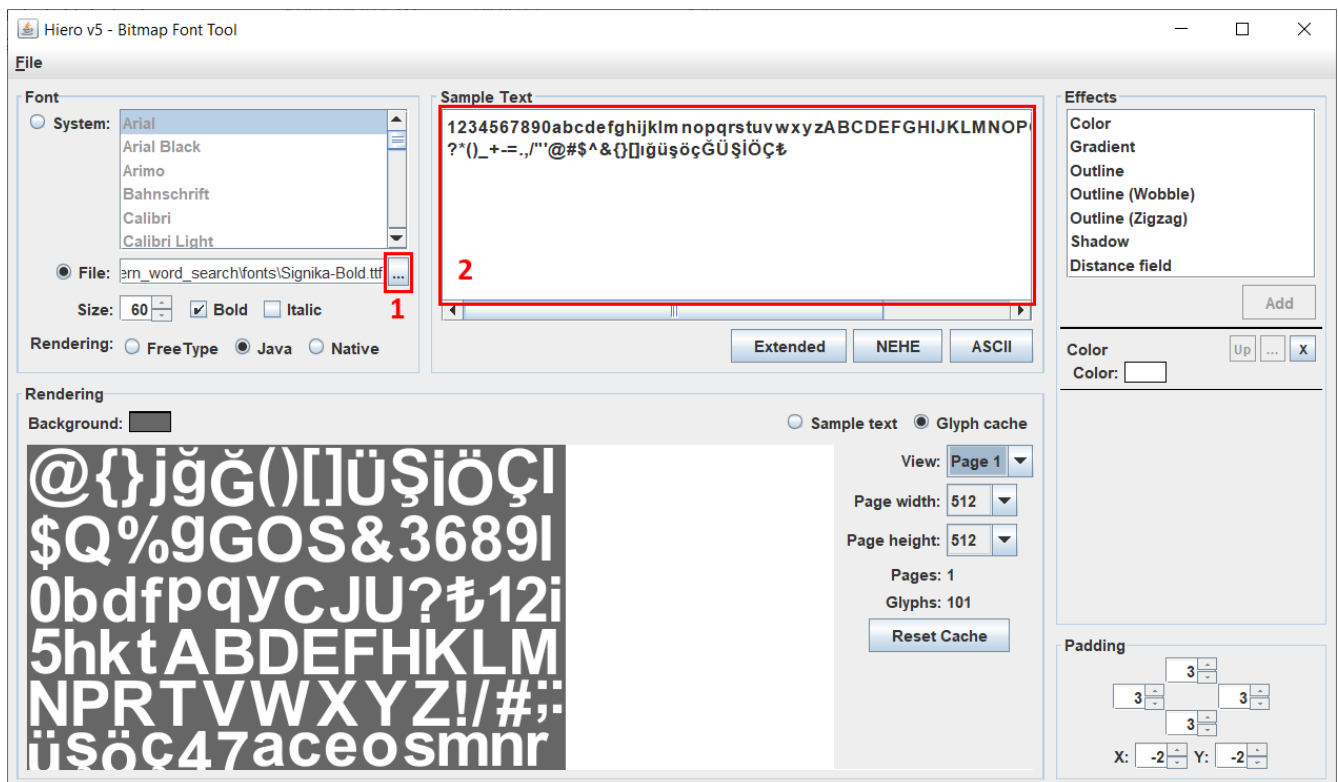 Hiero v5 - Bitmap Font Tool
File
Font
System:
Arial
Arial Black
Arimo
Bahnschrift
Calibri
Calibri Light
File: ern_word_search\fonts\Signika-Bold.ttf ...
1
Size: 60 Bold Italic
Rendering: FreeType Java Native
Sample Text
1234567890abcdefghijklmnopqrstuvwxyzABCDEFGHIJKLMNOP
?*()_+-=.,/"'@#$^&{}[]ığüşöçĞÜŞİÖÇ₺
2
Extended NEHE ASCII
Effects
Color
Gradient
Outline
Outline (Wobble)
Outline (Zigzag)
Shadow
Distance field
Add
Color Up ... X
Color:
Rendering
Background:
Sample text Glyph cache
@{}jğĞ()[]ÜŞİÖÇ
$Q%gGOS&3689
0bdfpqyCJU?₺12i
5hktABDEFHKLM
NPRTVWXYZ!/#;:
üşöç47aceosmnr
View: Page 1
Page width: 512
Page height: 512
Pages: 1
Glyphs: 101
Reset Cache
Padding
3
3 3
3
X: -2 Y: -2